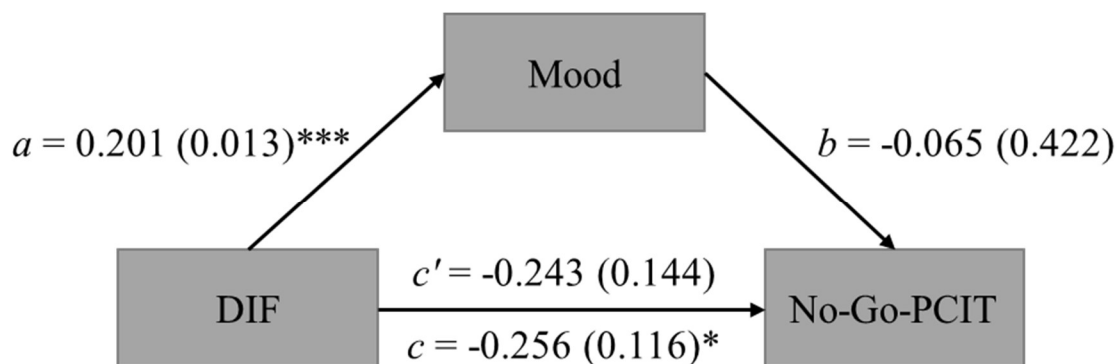 Mood
a = 0.201 (0.013)***
b = -0.065 (0.422)
c′ = -0.243 (0.144)
DIF
No-Go-PCIT
c = -0.256 (0.116)*